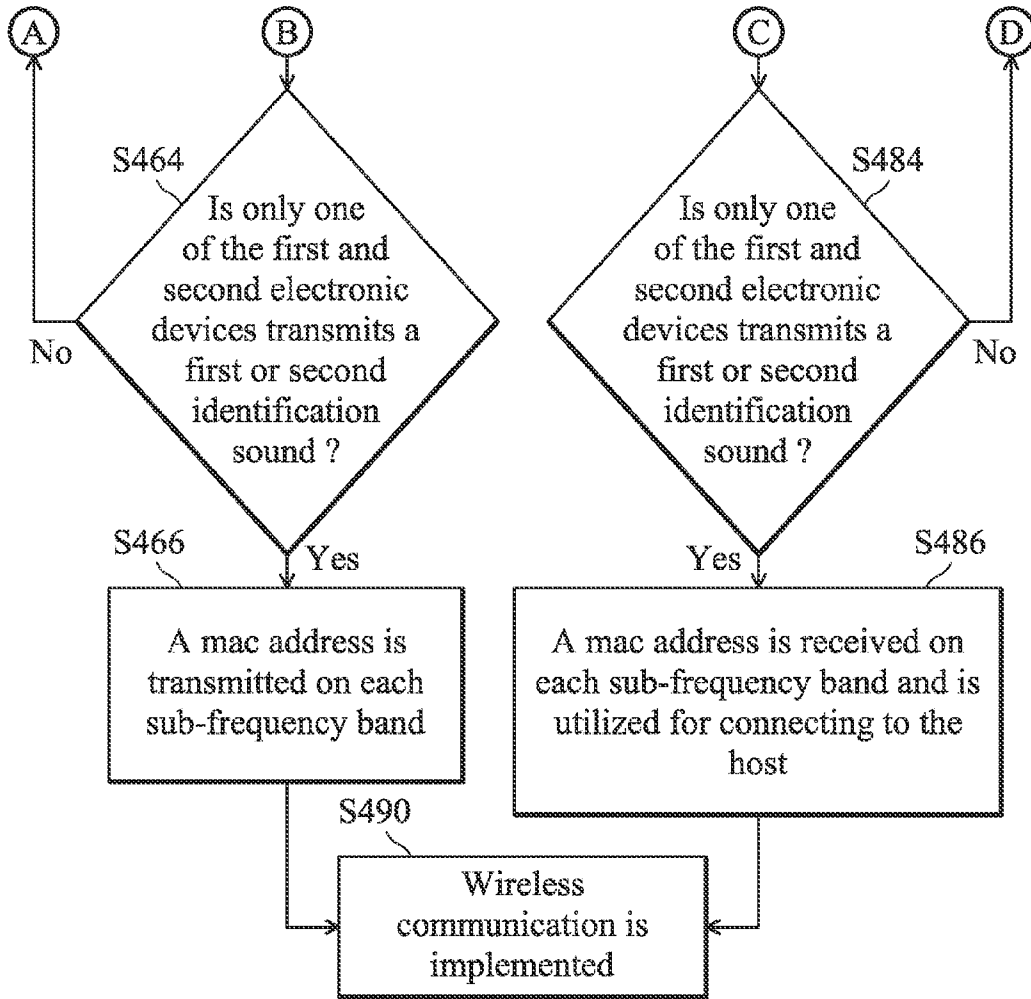 A
B
C
D
S464
Is only one
of the first and
second electronic
devices transmits a
first or second
identification
sound ?
No
Yes
S484
Is only one
of the first and
second electronic
devices transmits a
first or second
identification
sound ?
No
Yes
S466
A mac address is
transmitted on each
sub-frequency band
S486
A mac address is received on
each sub-frequency band and is
utilized for connecting to the
host
S490
Wireless
communication is
implemented